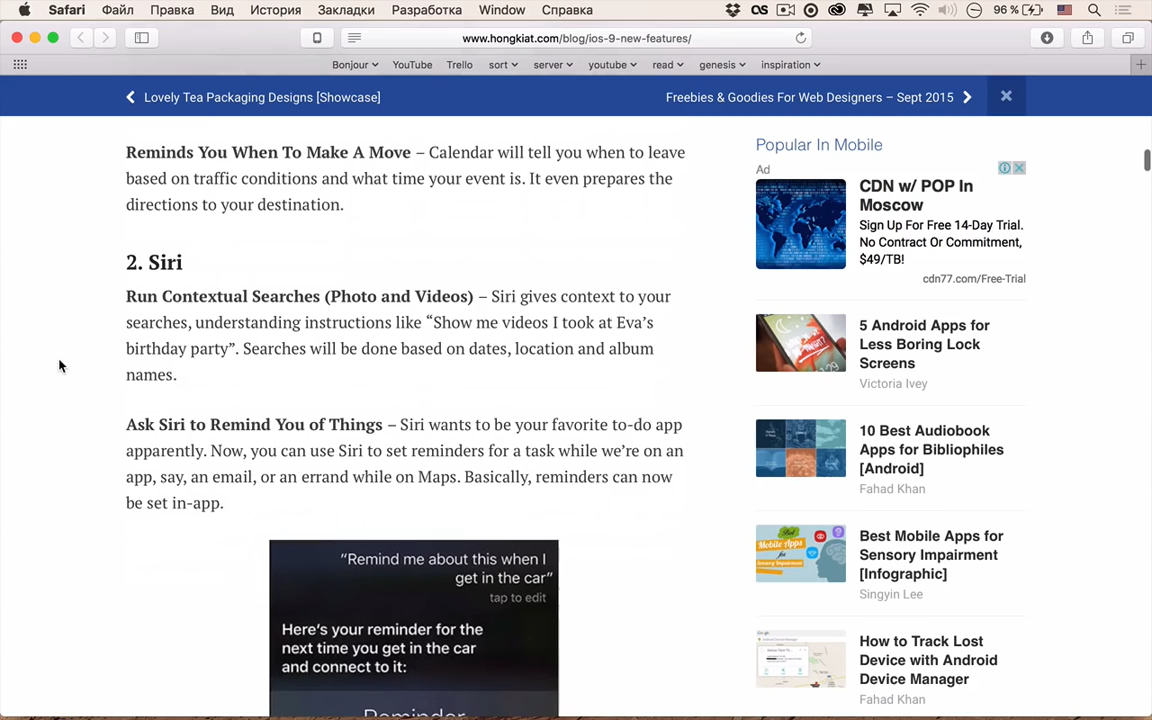 Safari Файл Правка Вид История Закладки Разработка Window Справка 96 %
www.hongkiat.com/blog/ios-9-new-features/
Bonjour YouTube Trello sort server youtube read genesis inspiration
Lovely Tea Packaging Designs [Showcase]
Freebies & Goodies For Web Designers – Sept 2015
Reminds You When To Make A Move – Calendar will tell you when to leave
based on traffic conditions and what time your event is. It even prepares the
directions to your destination.
2. Siri
Run Contextual Searches (Photo and Videos) – Siri gives context to your
searches, understanding instructions like “Show me videos I took at Eva’s
birthday party”. Searches will be done based on dates, location and album
names.
Ask Siri to Remind You of Things – Siri wants to be your favorite to-do app
apparently. Now, you can use Siri to set reminders for a task while we’re on an
app, say, an email, or an errand while on Maps. Basically, reminders can now
be set in-app.
“Remind me about this when I
get in the car”
tap to edit
Here’s your reminder for the
next time you get in the car
and connect to it:
Reminder
Popular In Mobile
Ad
CDN w/ POP In
Moscow
Sign Up For Free 14-Day Trial.
No Contract Or Commitment,
$49/TB!
cdn77.com/Free-Trial
5 Android Apps for
Less Boring Lock
Screens
Victoria Ivey
10 Best Audiobook
Apps for Bibliophiles
[Android]
Fahad Khan
Best Mobile Apps for
Sensory Impairment
[Infographic]
Singyin Lee
How to Track Lost
Device with Android
Device Manager
Fahad Khan